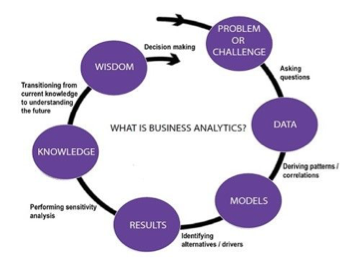 Decision making
PROBLEM
OR
CHALLENGE
WISDOM
Asking
questions
Transitioning from
current knowledge
to understanding
the future
WHAT IS BUSINESS ANALYTICS?
DATA
KNOWLEDGE
Deriving patterns /
correlations
MODELS
Performing sensitivity
analysis
RESULTS
Identifying
alternatives / drivers